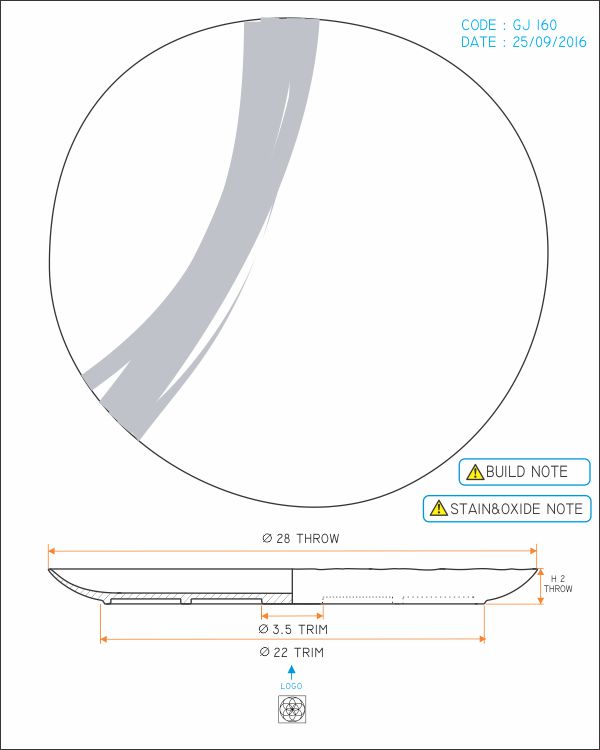 CODE : GJ 160
DATE : 25/09/2016
BUILD NOTE
STAIN&OXIDE NOTE
Ø 28 THROW
H 2
THROW
Ø 3.5 TRIM
Ø 22 TRIM
LOGO